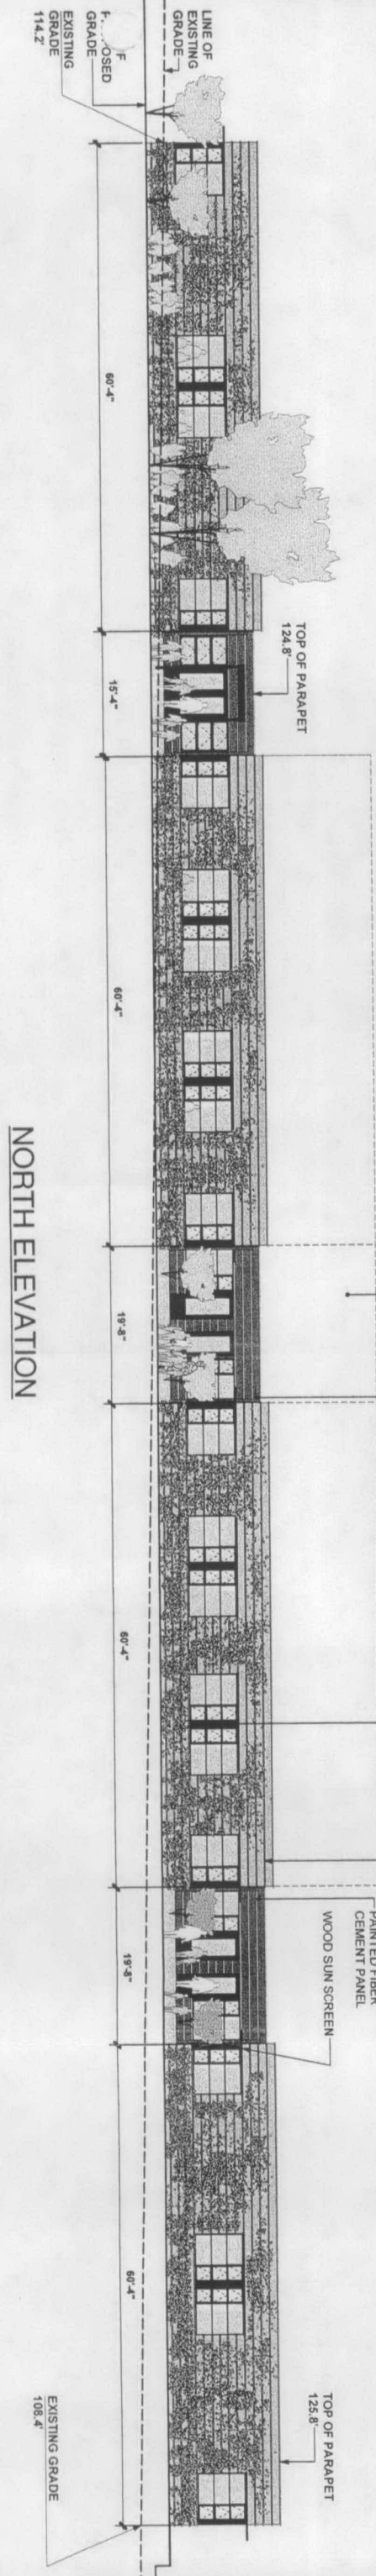 LINE OF
EXISTING
GRADE
GRADE
EXISTING
GRADE
114.2'
60'-4"
TOP OF PARAPET
124.8'
15'-4"
60'-4"
19'-8"
NORTH ELEVATION
60'-4"
PAINTED FIBER
CEMENT PANEL
WOOD SUN SCREEN
19'-8"
60'-4"
TOP OF PARAPET
125.8'
EXISTING GRADE
108.4'